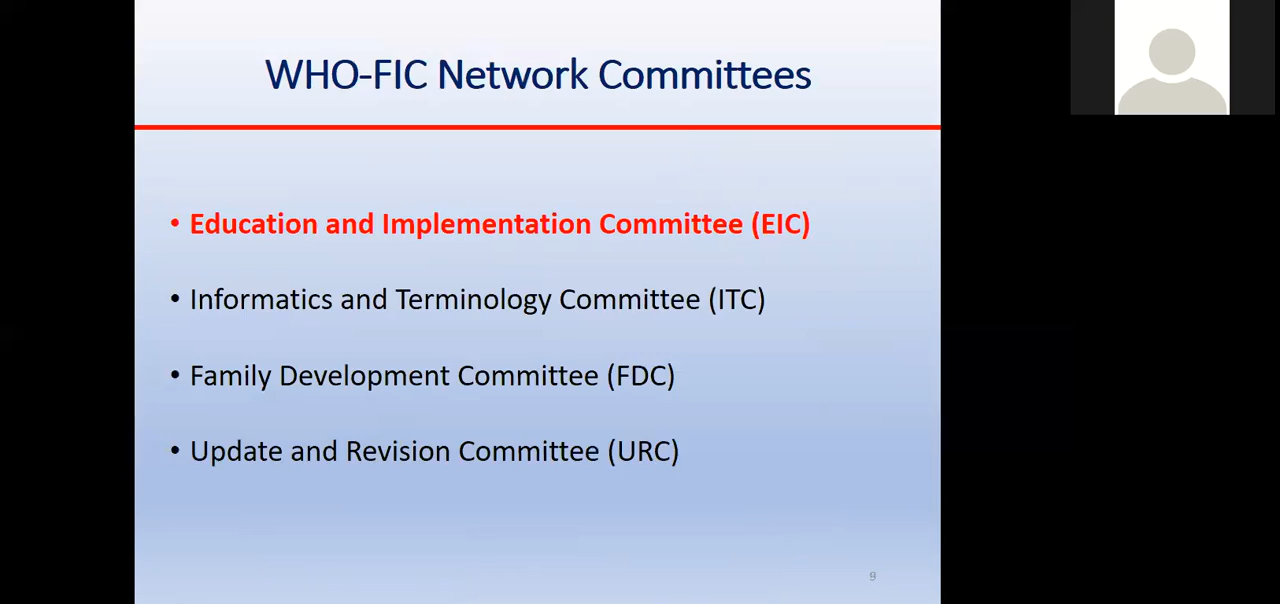 WHO-FIC Network Committees
• Education and Implementation Committee (EIC)
• Informatics and Terminology Committee (ITC)
• Family Development Committee (FDC)
• Update and Revision Committee (URC)
9